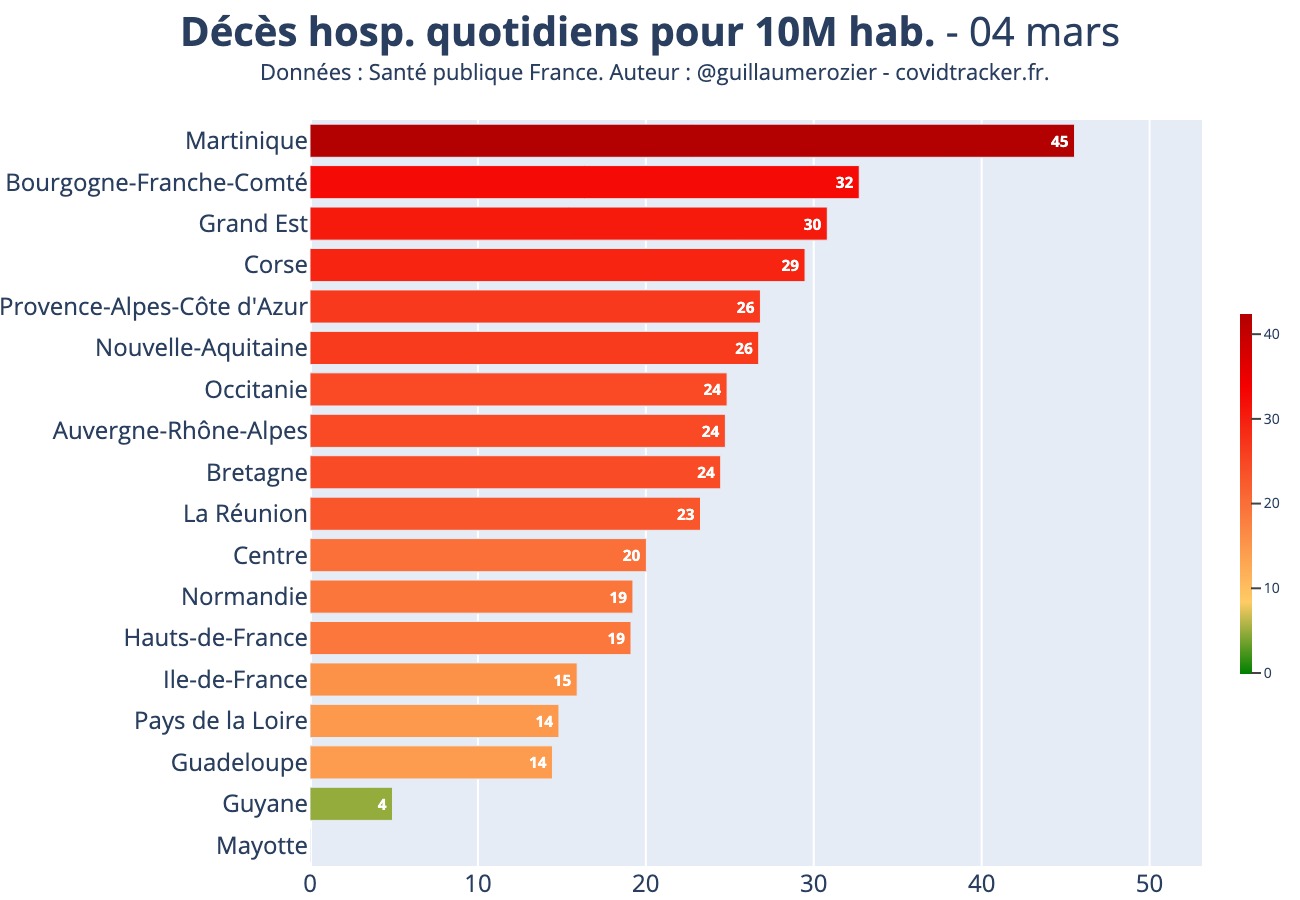 Décès hosp. quotidiens pour 10M hab. - 04 mars
Données : Santé publique France. Auteur : @guillaumerozier - covidtracker.fr.
Martinique 45
Bourgogne-Franche-Comté 32
Grand Est 30
Corse 29
Provence-Alpes-Côte d'Azur 26
Nouvelle-Aquitaine 26
Occitanie 24
Auvergne-Rhône-Alpes 24
Bretagne 24
La Réunion 23
Centre 20
Normandie 19
Hauts-de-France 19
Ile-de-France 15
Pays de la Loire 14
Guadeloupe 14
Guyane 4
Mayotte
0 10 20 30 40 50
40
30
20
10
0